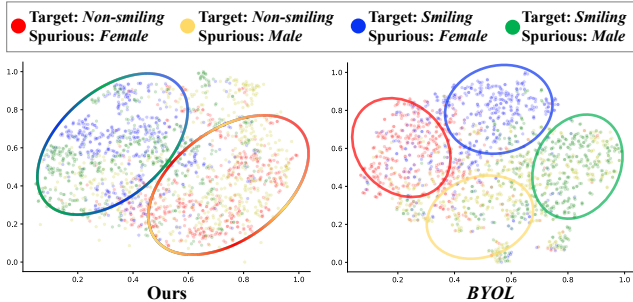 Target: Non-smiling
Spurious: Female
Target: Non-smiling
Spurious: Male
Target: Smiling
Spurious: Female
Target: Smiling
Spurious: Male
1.0
0.8
0.6
0.4
0.2
0.0
0.2 0.4 0.6 0.8 1.0
Ours
1.0
0.8
0.6
0.4
0.2
0.0
0.2 0.4 0.6 0.8 1.0
BYOL